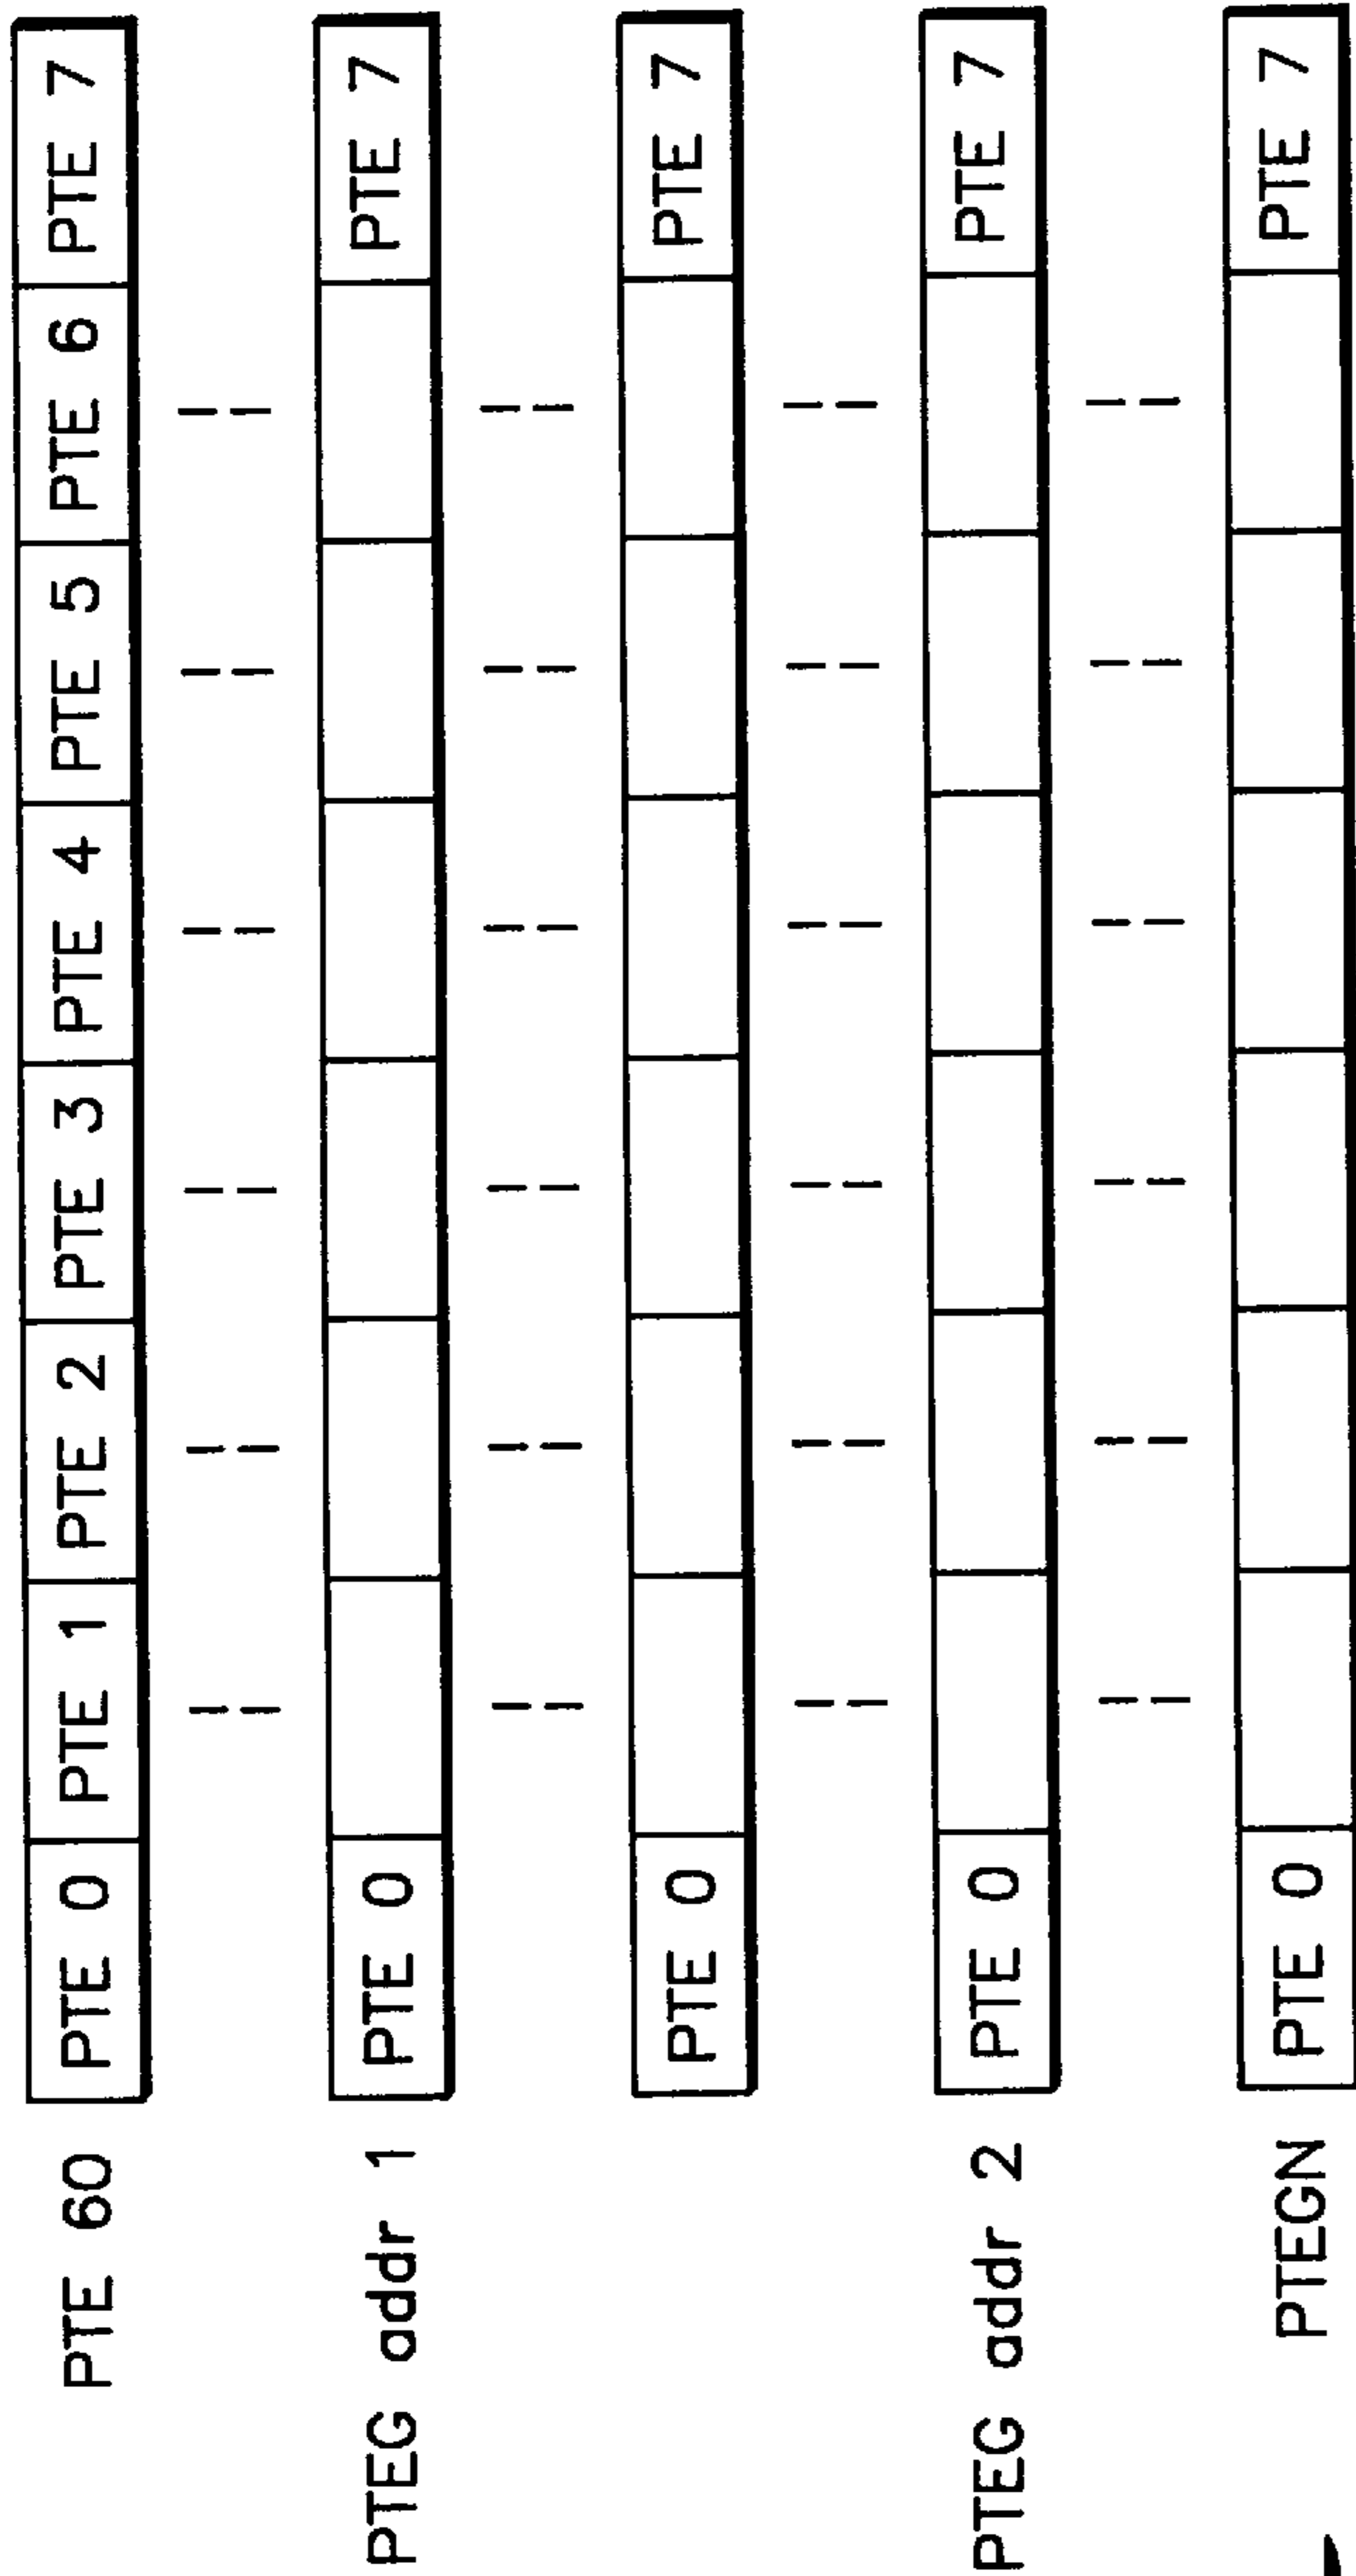 PTE 60 PTE 0 PTE 1 PTE 2 PTE 3 PTE 4 PTE 5 PTE 6 PTE 7
PTEG addr 1 PTE 0 PTE 7
PTE 0 PTE 7
PTEG addr 2 PTE 0 PTE 7
PTEGN PTE 0 PTE 7